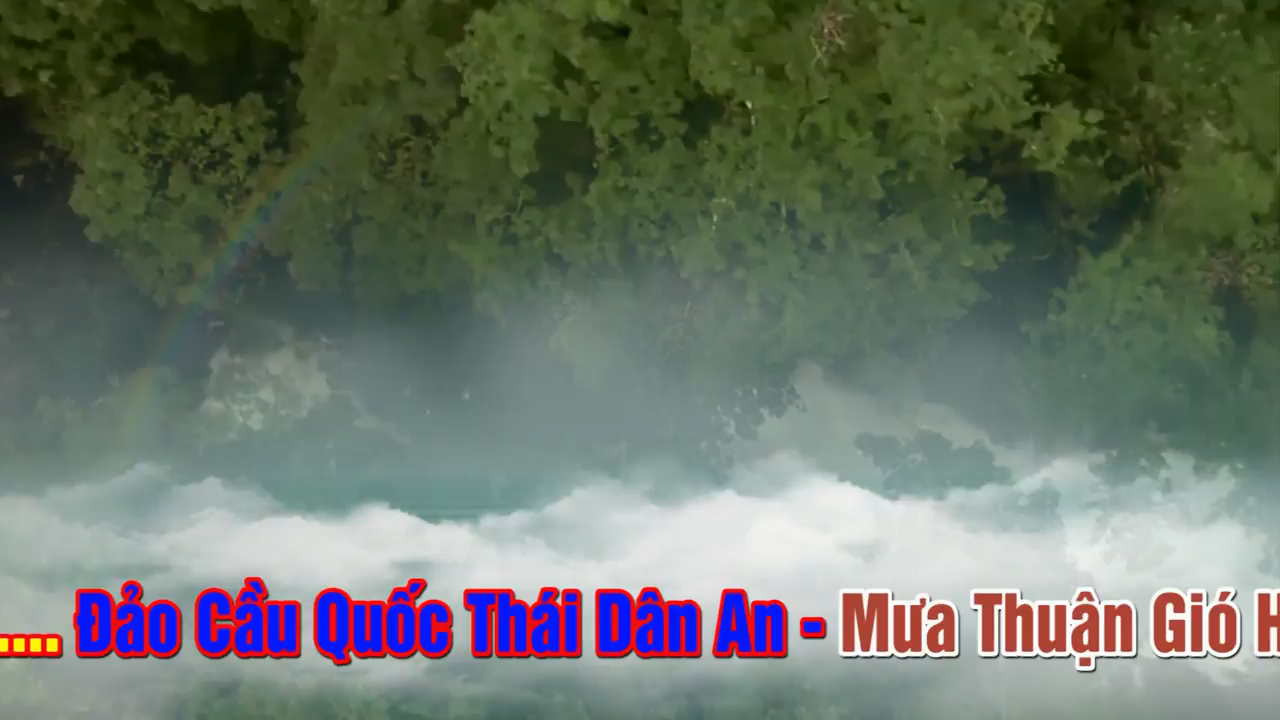 .... Đảo Cầu Quốc Thái Dân An - Mưa Thuận Gió H